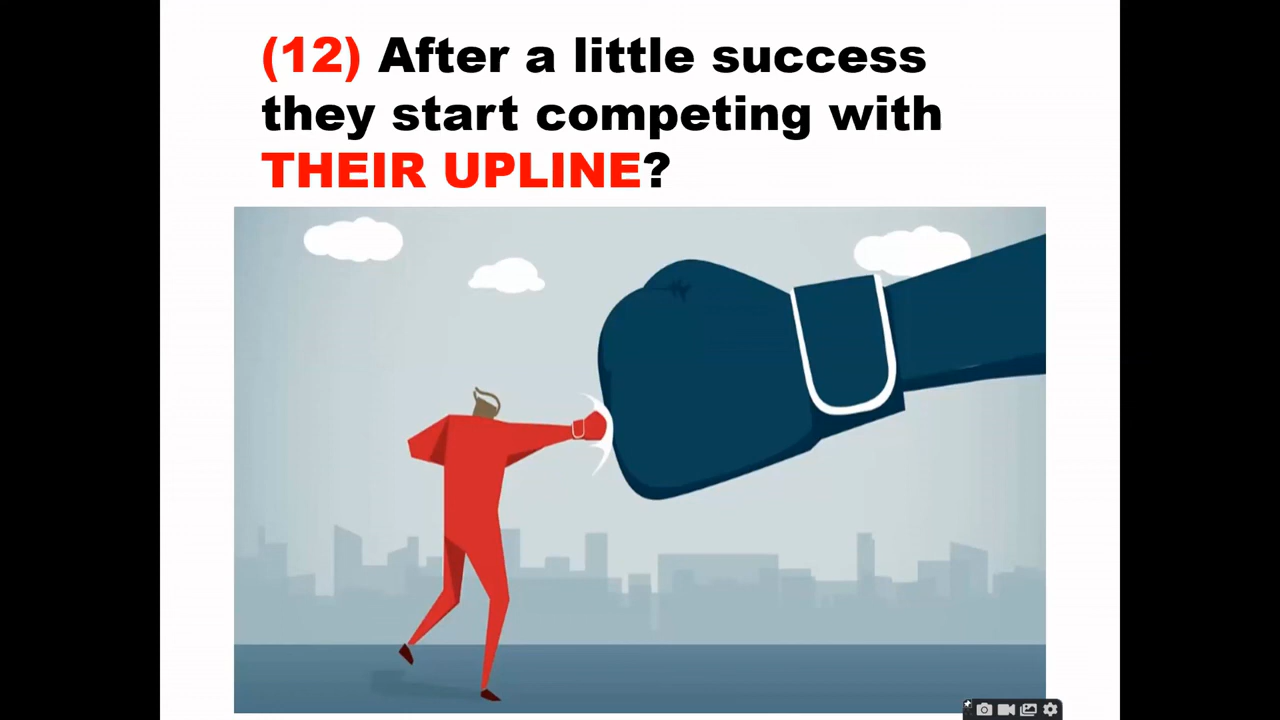 (12) After a little success
they start competing with
THEIR UPLINE?